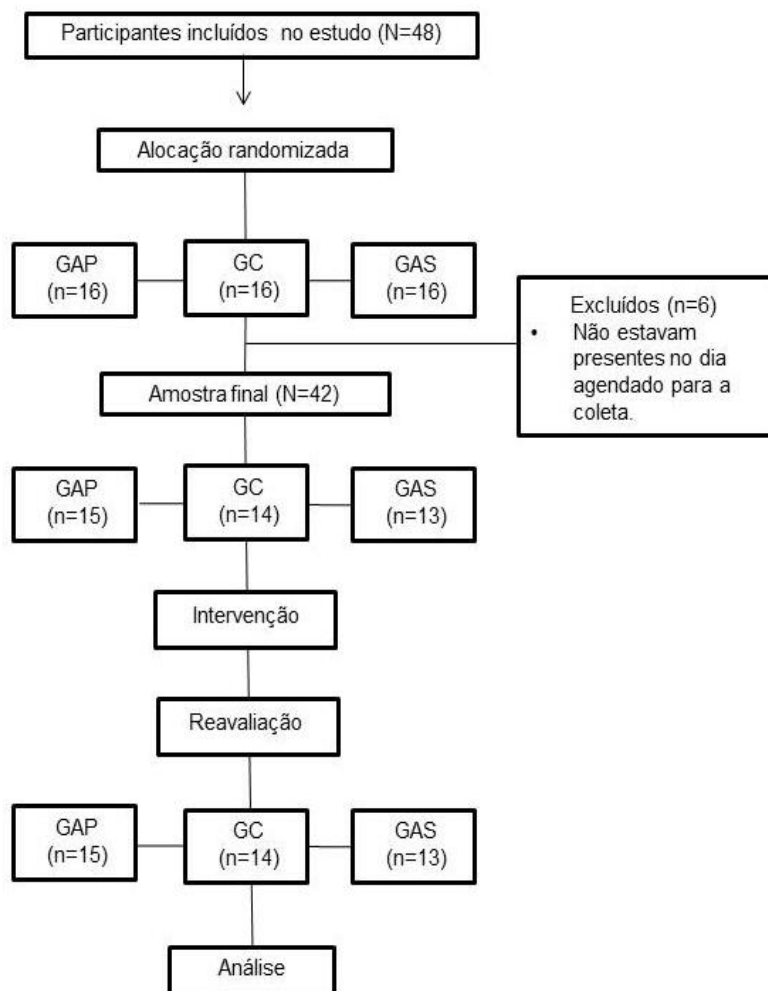 Participantes incluídos no estudo (N=48)
Alocação randomizada
GAP
(n=16)
GC
(n=16)
GAS
(n=16)
Excluídos (n=6)
• Não estavam
presentes no dia
agendado para a
coleta.
Amostra final (N=42)
GAP
(n=15)
GC
(n=14)
GAS
(n=13)
Intervenção
Reavaliação
GAP
(n=15)
GC
(n=14)
GAS
(n=13)
Análise